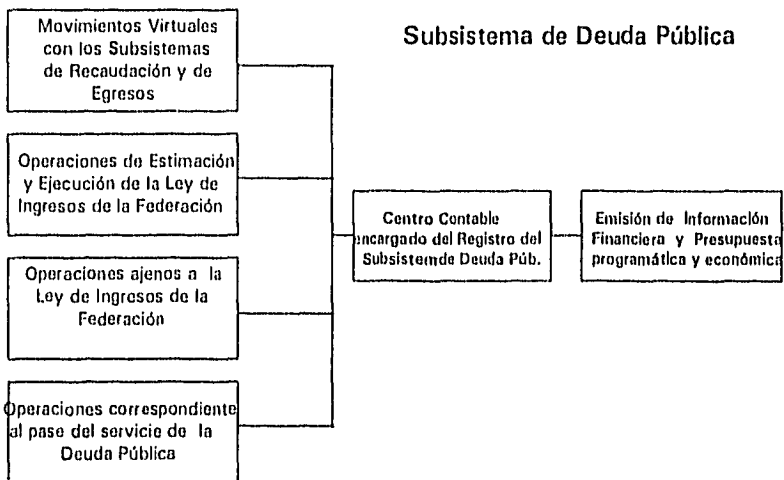 Subsistema de Deuda Pública
Movimientos Virtuales
con los Subsistemas
de Recaudación y de
Egresos
Operaciones de Estimación
y Ejecución de la Ley de
Ingresos de la Federación
Operaciones ajenos a la
Ley de Ingresos de la
Federación
Operaciones correspondiente
al paso del servicio de la
Deuda Pública
Centro Contable
encargado del Registro del
Subsistemde Deuda Púb.
Emisión de Información
Financiera y Presupuesta
programática y económica